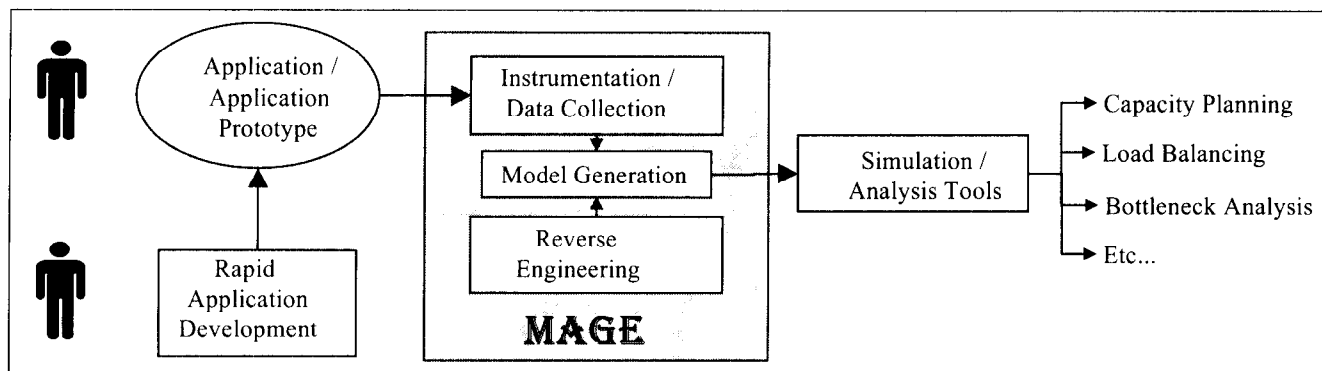 Application /
Application
Prototype
Rapid
Application
Development
Instrumentation /
Data Collection
Model Generation
Reverse
Engineering
MAGE
Simulation /
Analysis Tools
Capacity Planning
Load Balancing
Bottleneck Analysis
Etc...